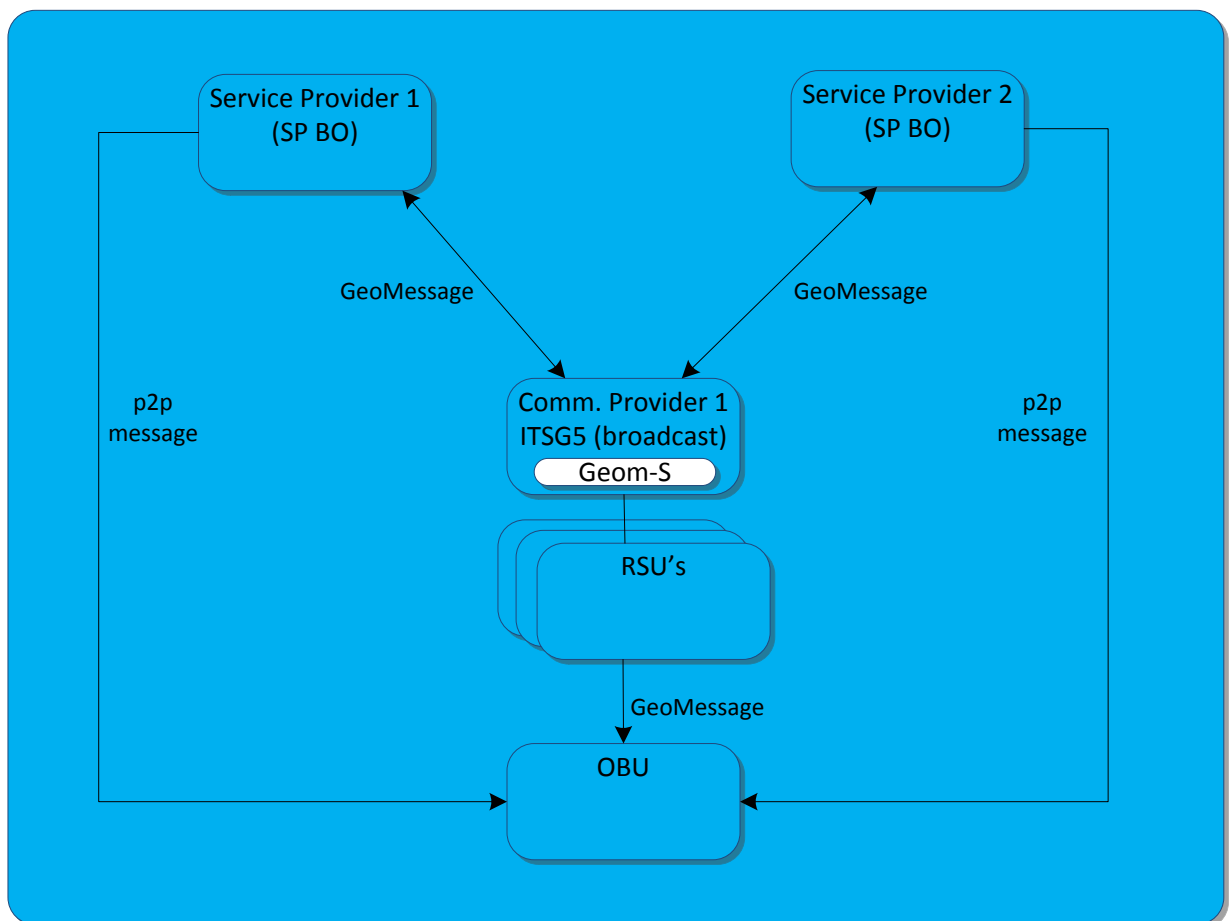 Service Provider 1
(SP BO)
Service Provider 2
(SP BO)
GeoMessage
GeoMessage
p2p
message
p2p
message
Comm. Provider 1
ITSG5 (broadcast)
Geom-S
RSU's
GeoMessage
OBU